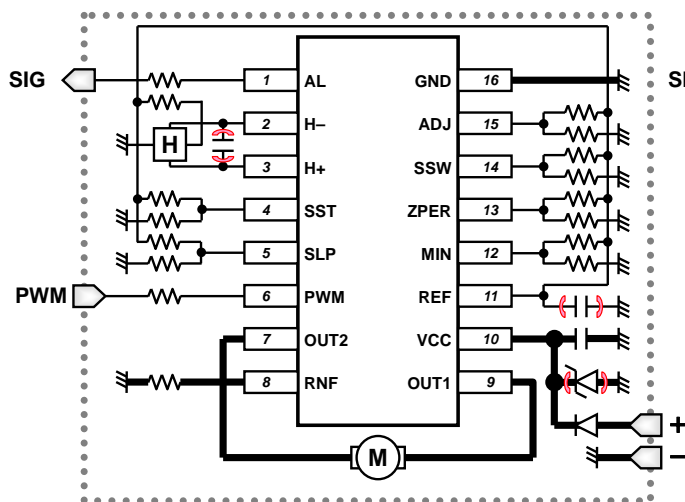 SIG
1 AL GND 16
2 H– ADJ 15
H
3 H+ SSW 14
4 SST ZPER 13
5 SLP MIN 12
PWM 6 PWM REF 11
7 OUT2 VCC 10
8 RNF OUT1 9
M
+
–